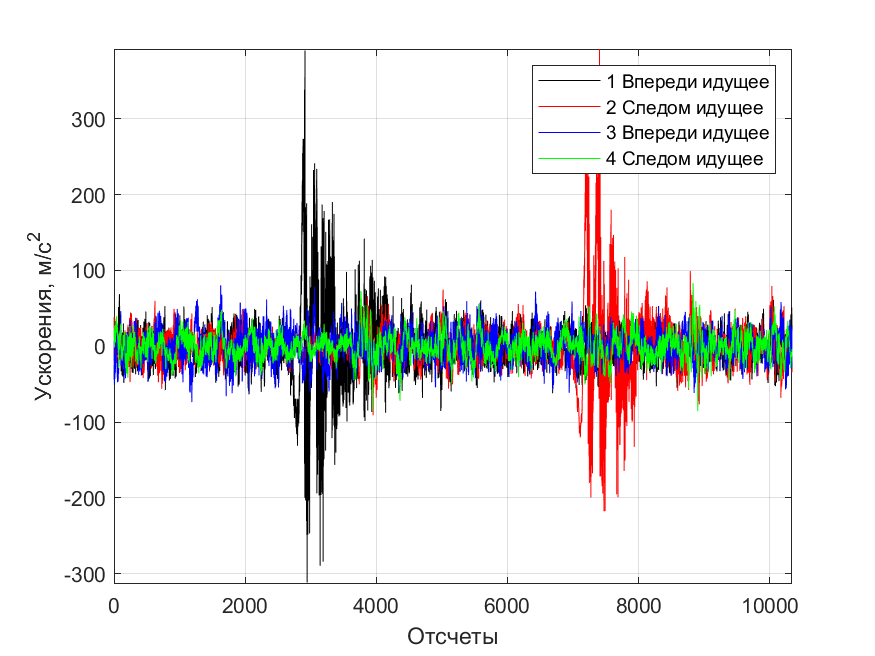 1 Впереди идущее
2 Следом идущее
3 Впереди идущее
4 Следом идущее
300
200
100
0
-100
-200
-300
Ускорения, м/с²
0
2000
4000
6000
8000
10000
Отсчеты